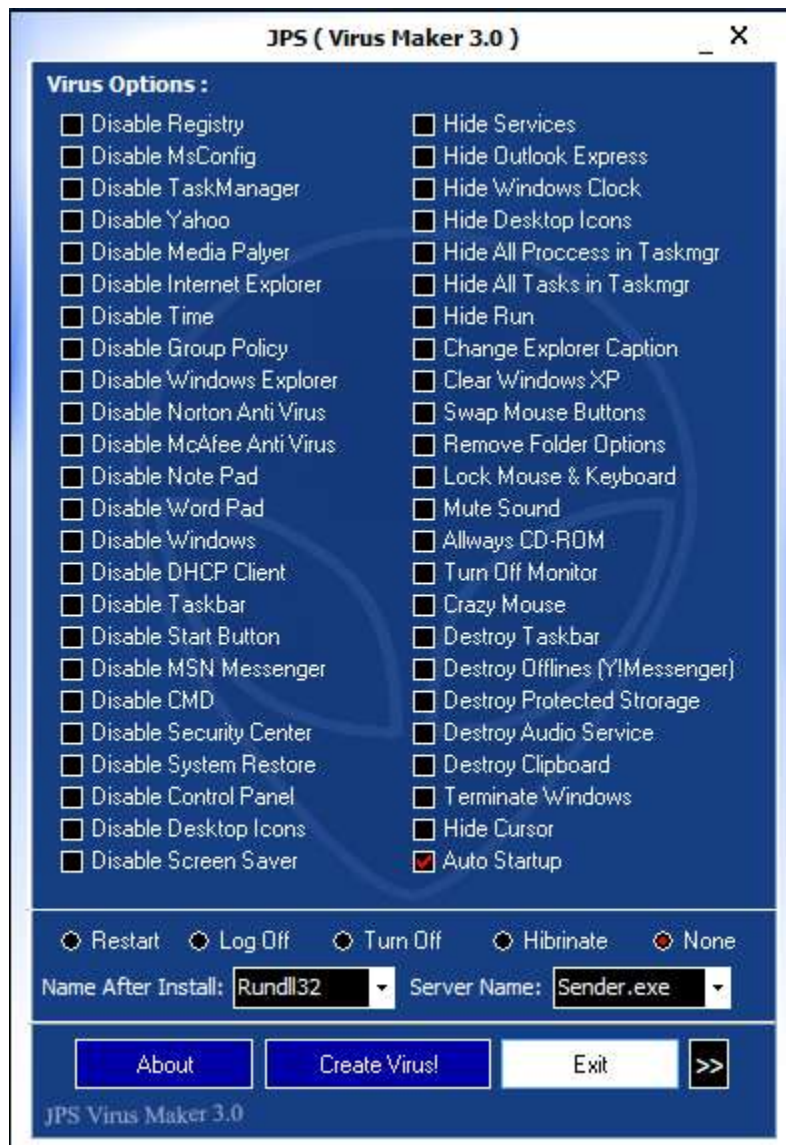 JPS ( Virus Maker 3.0 )
_ X
Virus Options :
Disable Registry
Disable MsConfig
Disable TaskManager
Disable Yahoo
Disable Media Palyer
Disable Internet Explorer
Disable Time
Disable Group Policy
Disable Windows Explorer
Disable Norton Anti Virus
Disable McAfee Anti Virus
Disable Note Pad
Disable Word Pad
Disable Windows
Disable DHCP Client
Disable Taskbar
Disable Start Button
Disable MSN Messenger
Disable CMD
Disable Security Center
Disable System Restore
Disable Control Panel
Disable Desktop Icons
Disable Screen Saver
Hide Services
Hide Outlook Express
Hide Windows Clock
Hide Desktop Icons
Hide All Proccess in Taskmgr
Hide All Tasks in Taskmgr
Hide Run
Change Explorer Caption
Clear Windows XP
Swap Mouse Buttons
Remove Folder Options
Lock Mouse & Keyboard
Mute Sound
Allways CD-ROM
Turn Off Monitor
Crazy Mouse
Destroy Taskbar
Destroy Offlines (Y!Messenger)
Destroy Protected Strorage
Destroy Audio Service
Destroy Clipboard
Terminate Windows
Hide Cursor
Auto Startup
Restart Log Off Turn Off Hibrinate None
Name After Install: Rundll32 Server Name: Sender.exe
About Create Virus! Exit >>
JPS Virus Maker 3.0